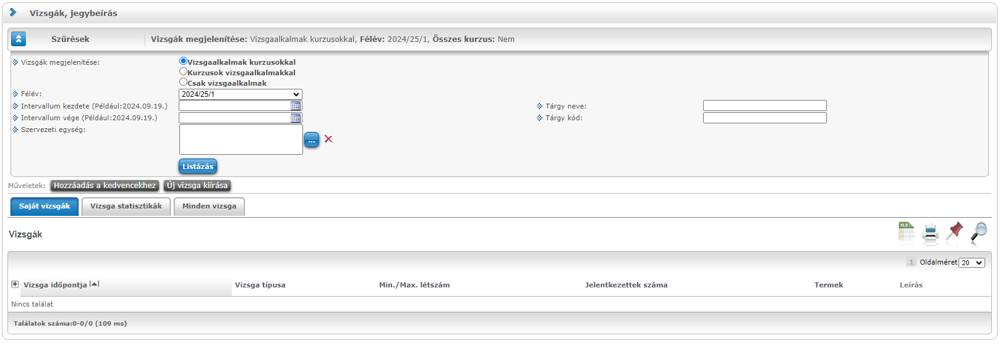 Vizsgák, jegybeírás
Szűrések Vizsgák megjelenítése: Vizsgaalkalmak kurzusokkal, Félév: 2024/25/1, Összes kurzus: Nem
Vizsgák megjelenítése: Vizsgaalkalmak kurzusokkal
Kurzusok vizsgaalkalmakkal
Csak vizsgaalkalmak
Félév: 2024/25/1
Intervallum kezdete (Például:2024.09.19.) Tárgy neve:
Intervallum vége (Például:2024.09.19.) Tárgy kód:
Szervezeti egység:
...
Listázás
Műveletek: Hozzáadás a kedvencekhez Új vizsga kiírása
Saját vizsgák Vizsga statisztikák Minden vizsga
XLS
Vizsgák
1 Oldalméret 20
Vizsga időpontja Vizsga típusa Min./Max. létszám Jelentkezettek száma Termek Leírás
Nincs találat
Találatok száma:0-0/0 (109 ms)